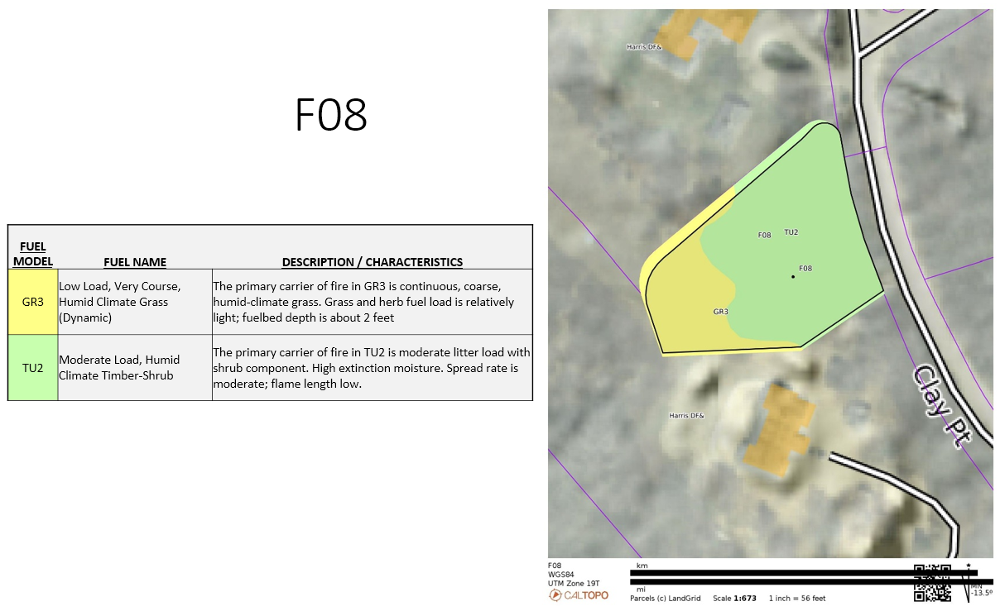 F08
FUEL
MODEL
FUEL NAME
DESCRIPTION / CHARACTERISTICS
GR3
Low Load, Very Course,
Humid Climate Grass
(Dynamic)
The primary carrier of fire in GR3 is continuous, coarse,
humid-climate grass. Grass and herb fuel load is relatively
light; fuelbed depth is about 2 feet
TU2
Moderate Load, Humid
Climate Timber-Shrub
The primary carrier of fire in TU2 is moderate litter load with
shrub component. High extinction moisture. Spread rate is
moderate; flame length low.
Harris DF&
F08 TU2
F08
GR3
Harris DF&
Clay Pt
F08
WGS84
UTM Zone 19T
CALTOPO
km
mi
Parcels (c) LandGrid Scale 1:673 1 inch = 56 feet
MN
-13.5°